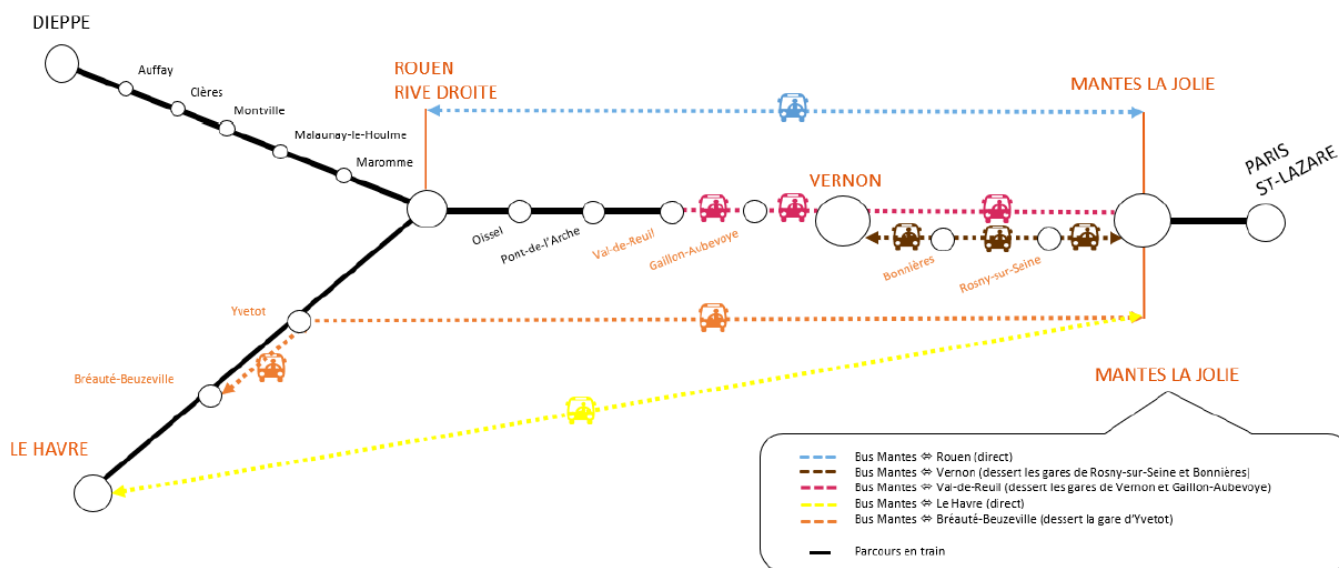 DIEPPE
Auffay
Clères
Montville
Malaunay-le-Houlme
Maromme
ROUEN
RIVE DROITE
MANTES LA JOLIE
PARIS
ST-LAZARE
VERNON
Oissel
Pont-de-l'Arche
Val-de-Reuil
Gaillon-Aubevoye
Bonnières
Rosny-sur-Seine
Yvetot
Bréauté-Beuzeville
LE HAVRE
MANTES LA JOLIE
Bus Mantes ⇔ Rouen (direct)
Bus Mantes ⇔ Vernon (dessert les gares de Rosny-sur-Seine et Bonnières)
Bus Mantes ⇔ Val-de-Reuil (dessert les gares de Vernon et Gaillon-Aubevoye)
Bus Mantes ⇔ Le Havre (direct)
Bus Mantes ⇔ Bréauté-Beuzeville (dessert la gare d'Yvetot)
Parcours en train